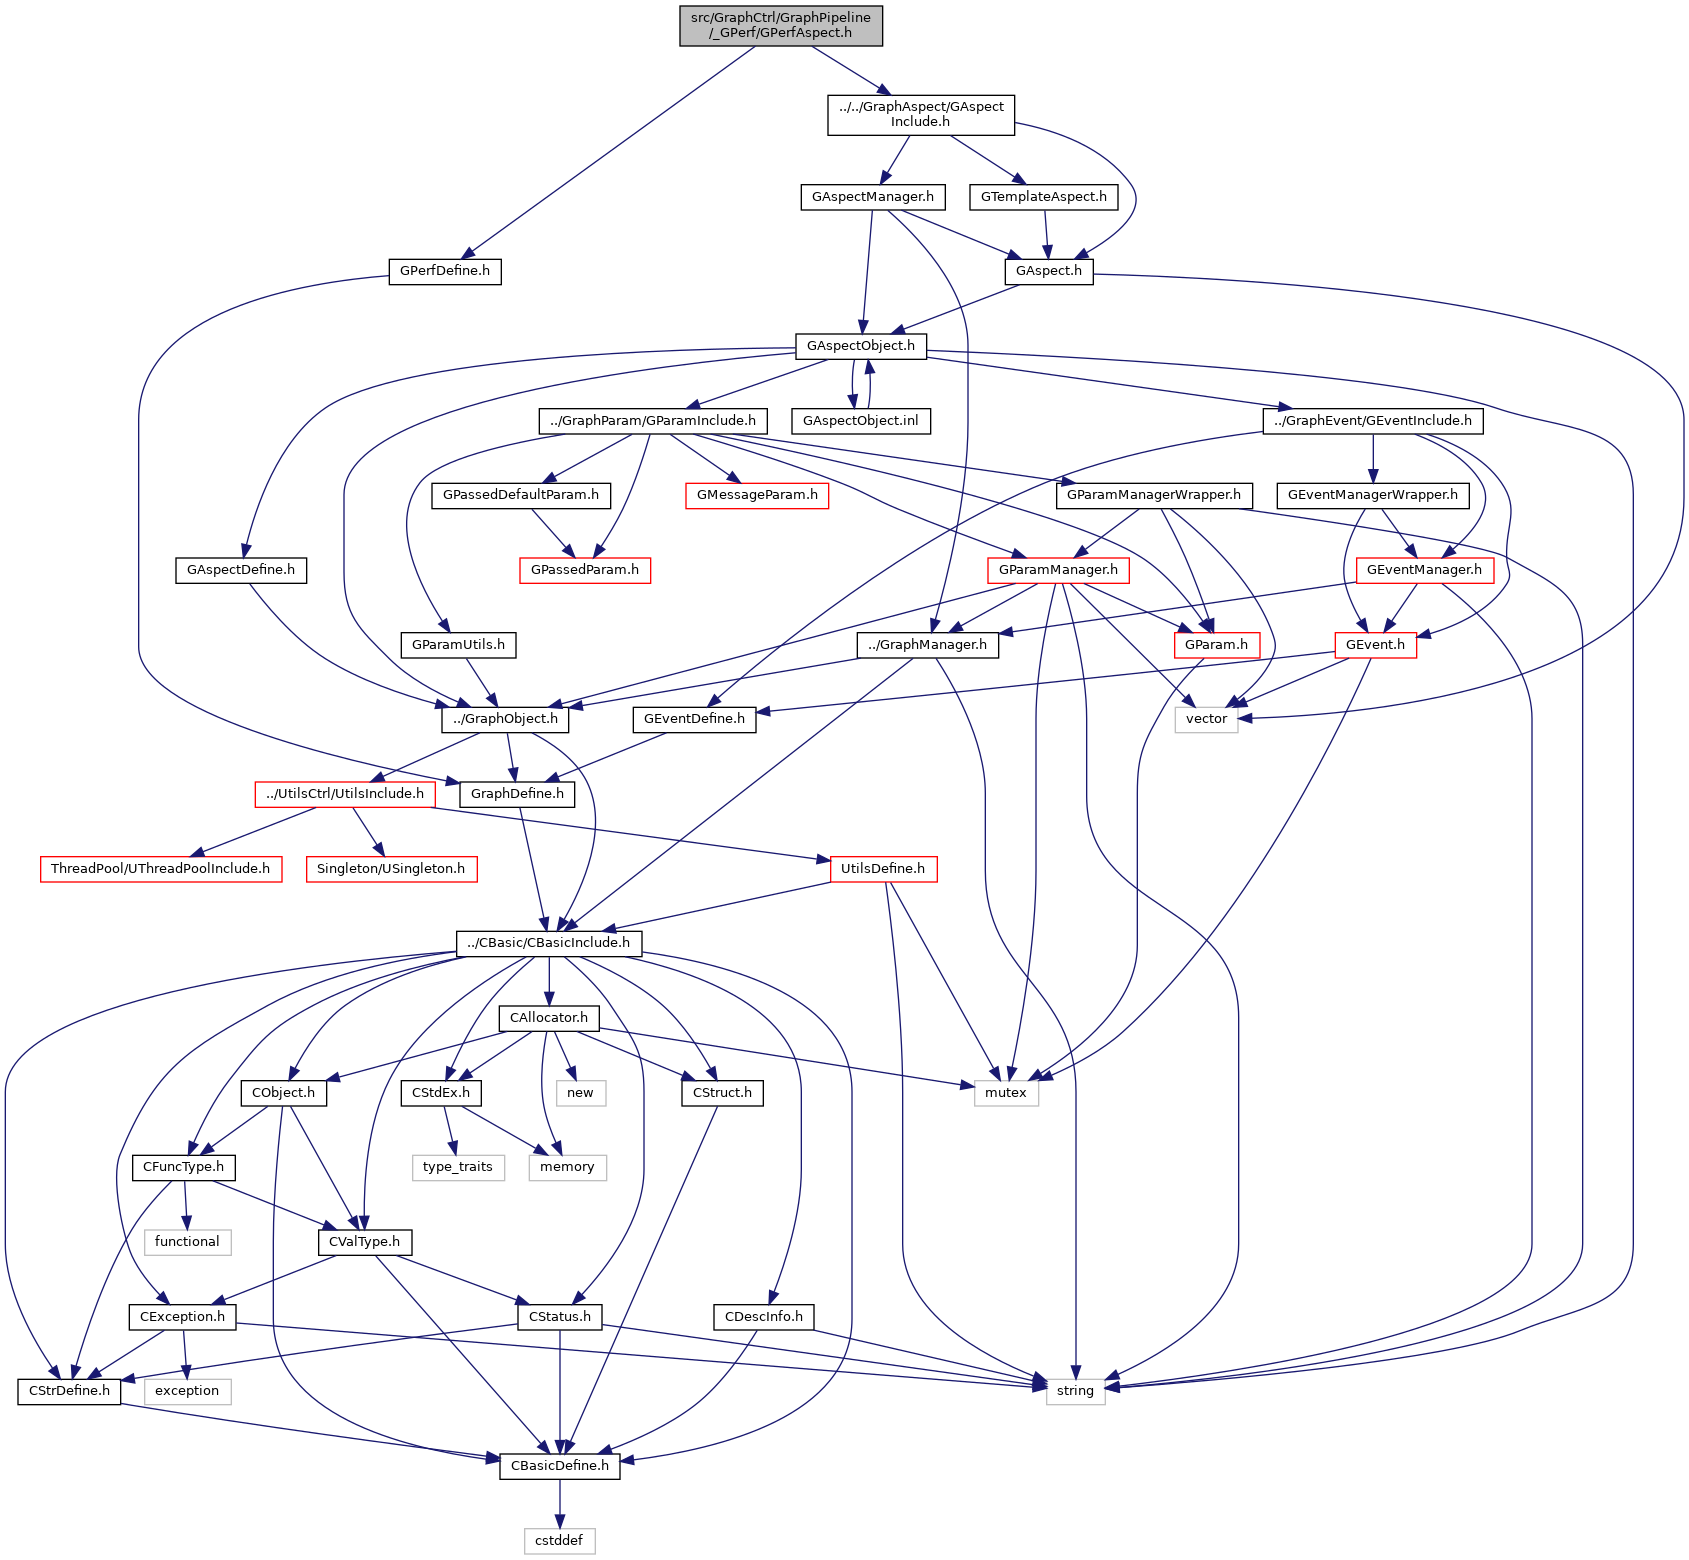 src/GraphCtrl/GraphPipeline
/_GPerf/GPerfAspect.h
../../GraphAspect/GAspect
Include.h
GAspectManager.h
GTemplateAspect.h
GPerfDefine.h
GAspect.h
GAspectObject.h
../GraphParam/GParamInclude.h
GAspectObject.inl
../GraphEvent/GEventInclude.h
GPassedDefaultParam.h
GMessageParam.h
GParamManagerWrapper.h
GEventManagerWrapper.h
GAspectDefine.h
GPassedParam.h
GParamManager.h
GEventManager.h
GParamUtils.h
../GraphManager.h
GParam.h
GEvent.h
../GraphObject.h
GEventDefine.h
vector
../UtilsCtrl/UtilsInclude.h
GraphDefine.h
ThreadPool/UThreadPoolInclude.h
Singleton/USingleton.h
UtilsDefine.h
../CBasic/CBasicInclude.h
CAllocator.h
CObject.h
CStdEx.h
new
CStruct.h
mutex
CFuncType.h
type_traits
memory
functional
CValType.h
CException.h
CStatus.h
CDescInfo.h
CStrDefine.h
exception
string
CBasicDefine.h
cstddef